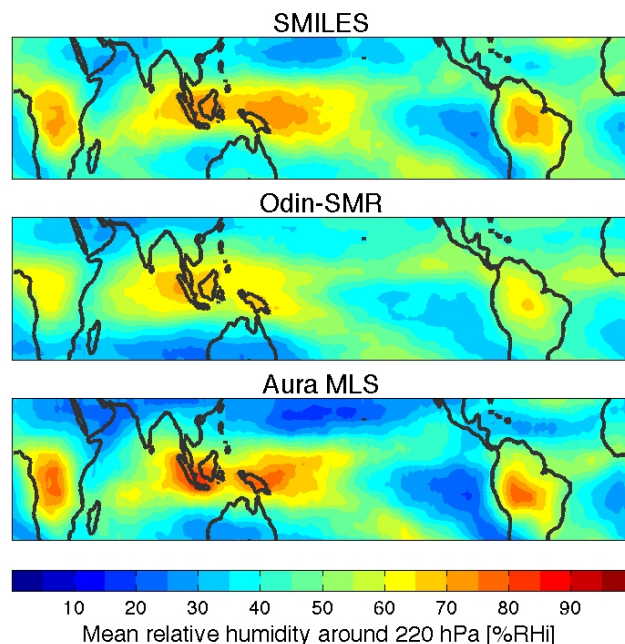 SMILES
Odin-SMR
Aura MLS
10 20 30 40 50 60 70 80 90
Mean relative humidity around 220 hPa [%RHi]